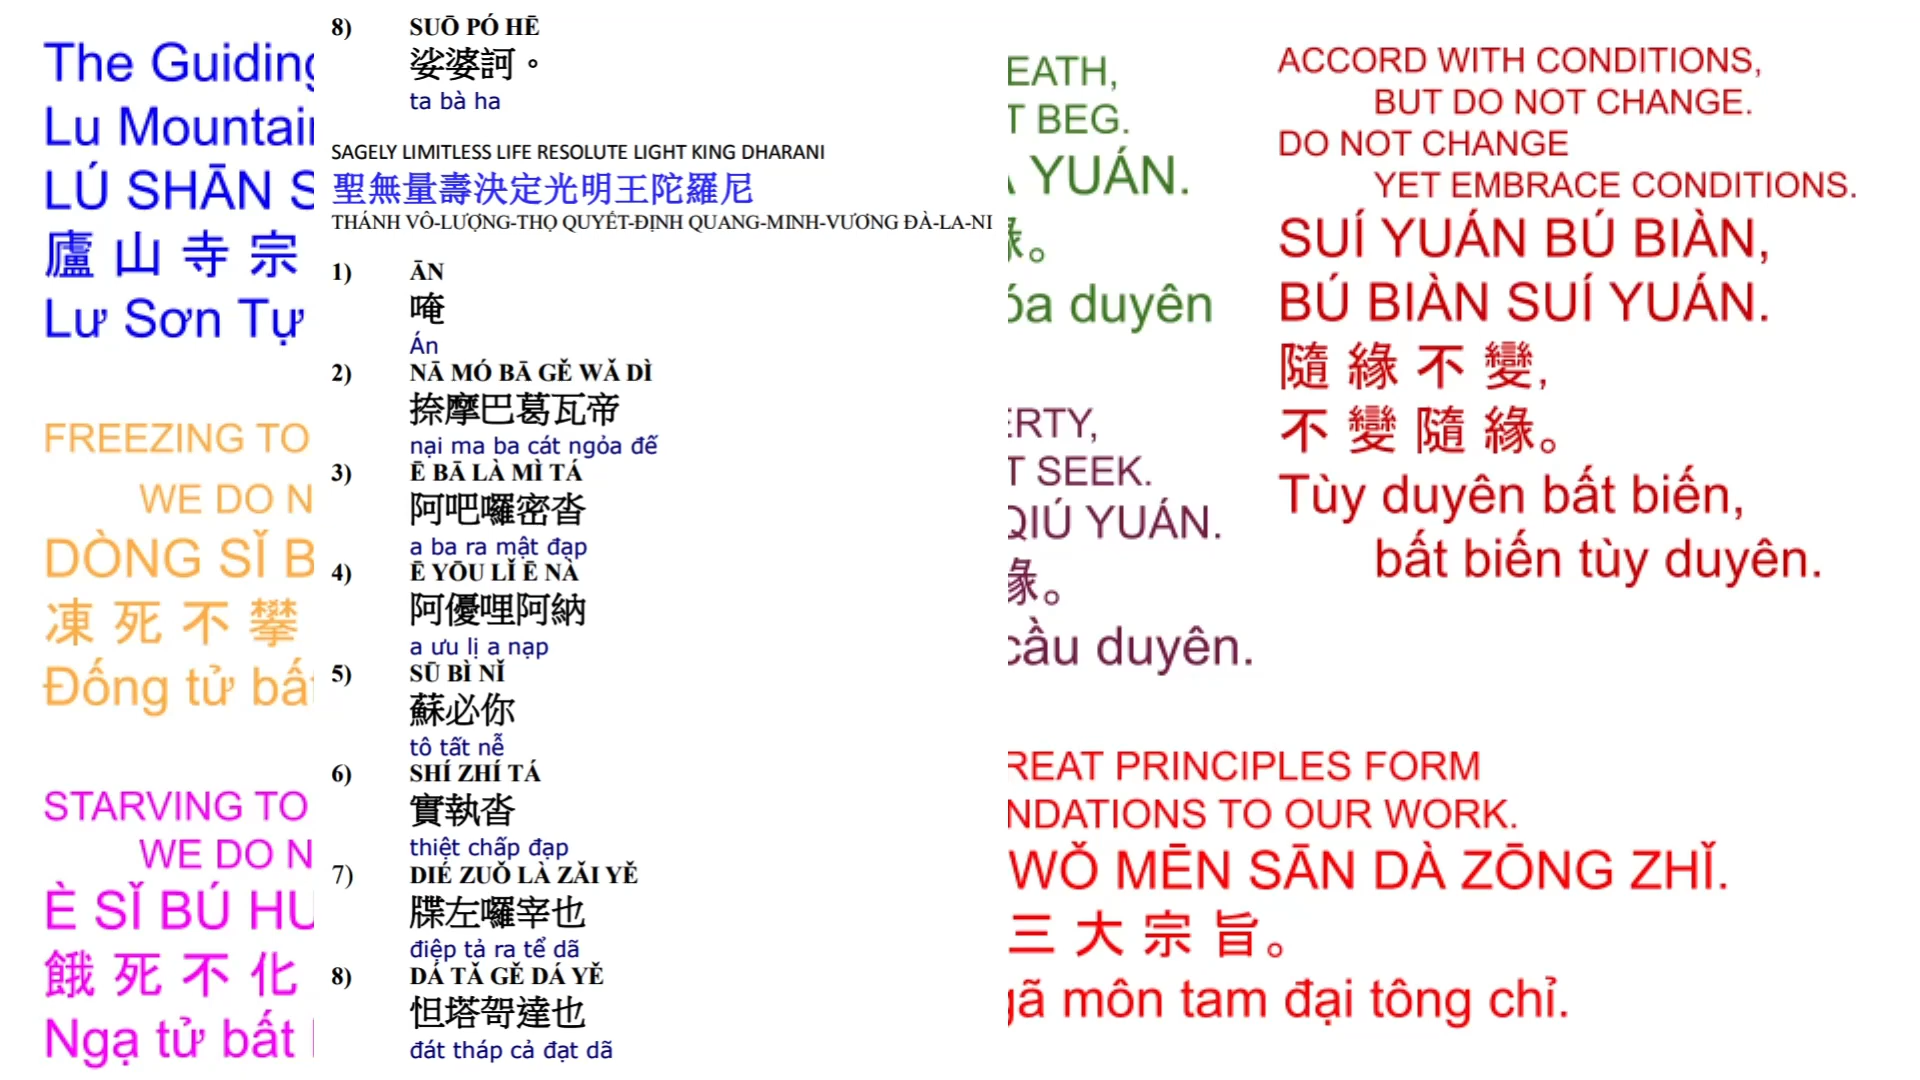 The Guiding
Lu Mountain
LÚ SHĀN S
廬 山 寺 宗
Lư Sơn Tự
FREEZING TO
WE DO N
DÒNG SǏ B
凍 死 不 攀
Đống tử bất
STARVING TO
WE DO N
È SǏ BÚ HU
餓 死 不 化
Ngạ tử bất
8) SUŌ PÓ HĒ
娑婆訶。
ta bà ha
SAGELY LIMITLESS LIFE RESOLUTE LIGHT KING DHARANI
聖無量壽決定光明王陀羅尼
THÁNH VÔ-LƯỢNG-THỌ QUYẾT-ĐỊNH QUANG-MINH-VƯƠNG ĐÀ-LA-NI
1) ĀN
唵
Án
2) NĀ MÓ BĀ GĚ WǍ DÌ
捺摩巴葛瓦帝
nại ma ba cát ngỏa đế
3) Ē BĀ LÀ MÌ TÁ
阿吧囉密沓
a ba ra mật đạp
4) Ē YŌU LǏ Ē NÀ
阿優哩阿納
a ưu lị a nạp
5) SŪ BÌ NǏ
蘇必你
tô tất nễ
6) SHÍ ZHÍ TÁ
實執沓
thiệt chấp đạp
7) DIÉ ZUǑ LÀ ZǍI YĚ
牒左囉宰也
điệp tả ra tể dã
8) DÁ TǍ GĚ DÁ YĚ
怛塔哿達也
đát tháp cả đạt dã
EATH,
T BEG.
YUÁN.
緣。
óa duyên
ERTY,
T SEEK.
QIÚ YUÁN.
緣。
cầu duyên.
ACCORD WITH CONDITIONS,
BUT DO NOT CHANGE.
DO NOT CHANGE
YET EMBRACE CONDITIONS.
SUÍ YUÁN BÚ BIÀN,
BÚ BIÀN SUÍ YUÁN.
隨 緣 不 變,
不 變 隨 緣。
Tùy duyên bất biến,
bất biến tùy duyên.
REAT PRINCIPLES FORM
NDATIONS TO OUR WORK.
WǑ MĒN SĀN DÀ ZŌNG ZHǏ.
三 大 宗 旨。
gã môn tam đại tông chỉ.